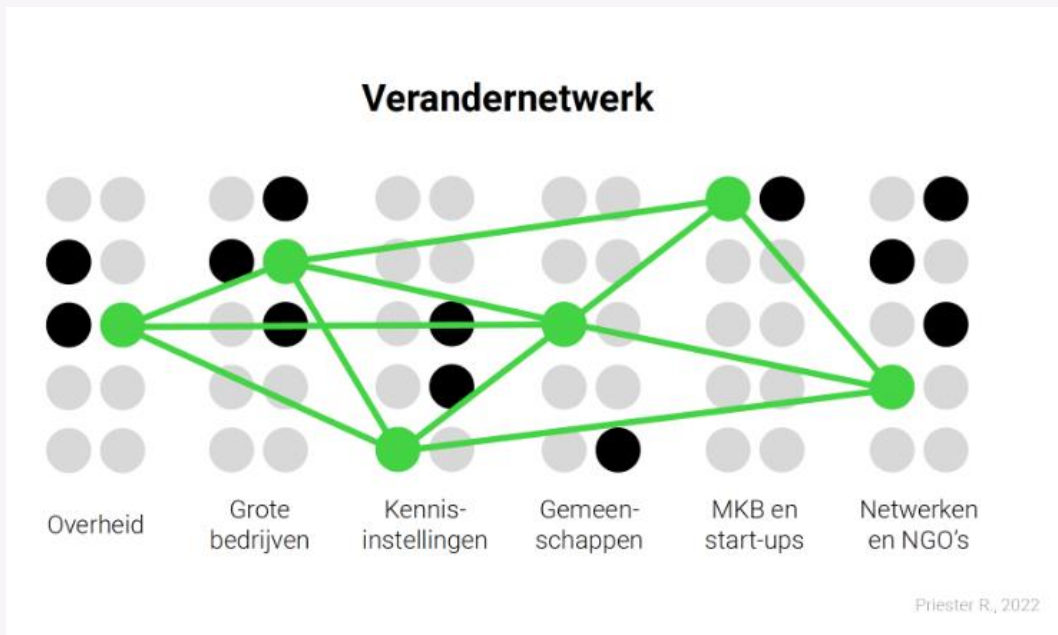 Verandernetwerk
Overheid
Grote
bedrijven
Kennis-
instellingen
Gemeen-
schappen
MKB en
start-ups
Netwerken
en NGO's
Priester R., 2022